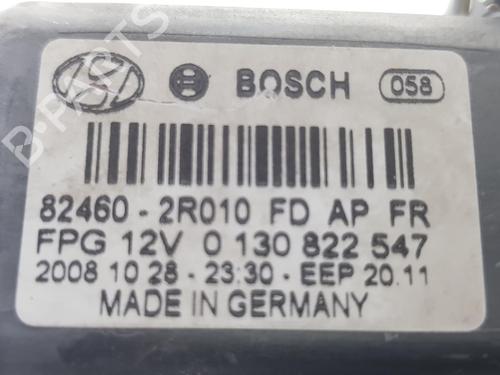 BOSCH 058
82460 - 2R010 FD AP FR
FPG 12V 0 130 822 547
2008 10 28 - 23:30 - EEP 20.11
MADE IN GERMANY
B-PARTS